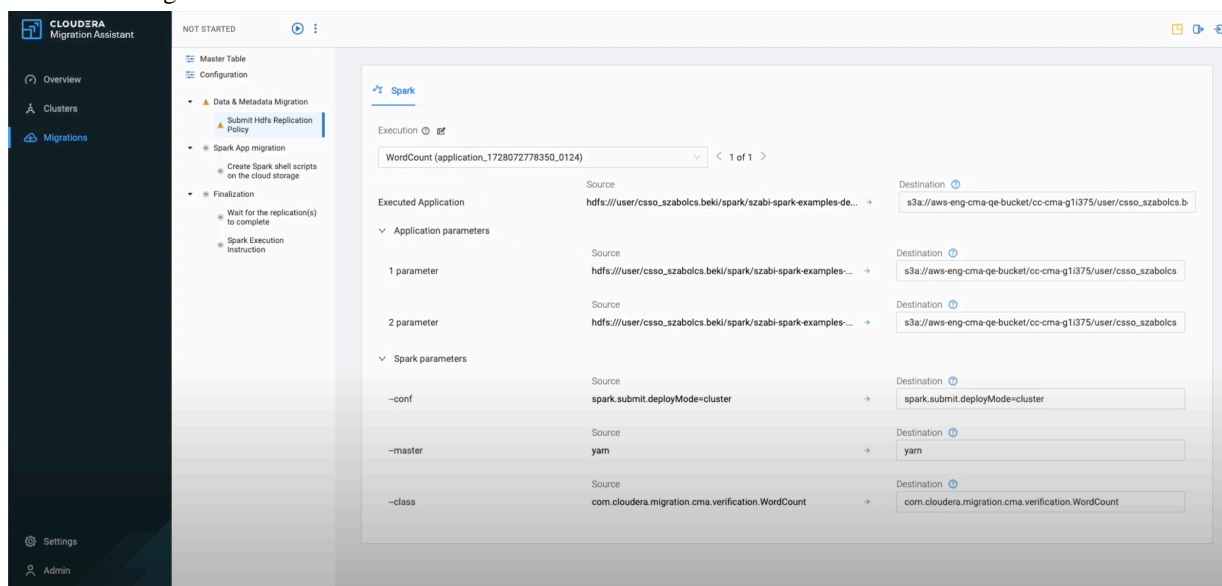 CLOUDERA
Migration Assistant
Overview
Clusters
Migrations
Settings
Admin
NOT STARTED
Master Table
Configuration
Data & Metadata Migration
Submit Hdfs Replication
Policy
Spark App migration
Create Spark shell scripts
on the cloud storage
Finalization
Wait for the replication(s)
to complete
Spark Execution
Instruction
Spark
Execution
WordCount (application_1728072778350_0124) 1 of 1
Source Destination
Executed Application hdfs:///user/csso_szabolcs.beki/spark/szabi-spark-examples-de... s3a://aws-eng-cma-qe-bucket/cc-cma-g1i375/user/csso_szabolcs.b
Application parameters
Source Destination
1 parameter hdfs:///user/csso_szabolcs.beki/spark/szabi-spark-examples-... s3a://aws-eng-cma-qe-bucket/cc-cma-g1i375/user/csso_szabolcs
Source Destination
2 parameter hdfs:///user/csso_szabolcs.beki/spark/szabi-spark-examples-... s3a://aws-eng-cma-qe-bucket/cc-cma-g1i375/user/csso_szabolcs
Spark parameters
Source Destination
--conf spark.submit.deployMode=cluster spark.submit.deployMode=cluster
Source Destination
--master yarn yarn
Source Destination
--class com.cloudera.migration.cma.verification.WordCount com.cloudera.migration.cma.verification.WordCount